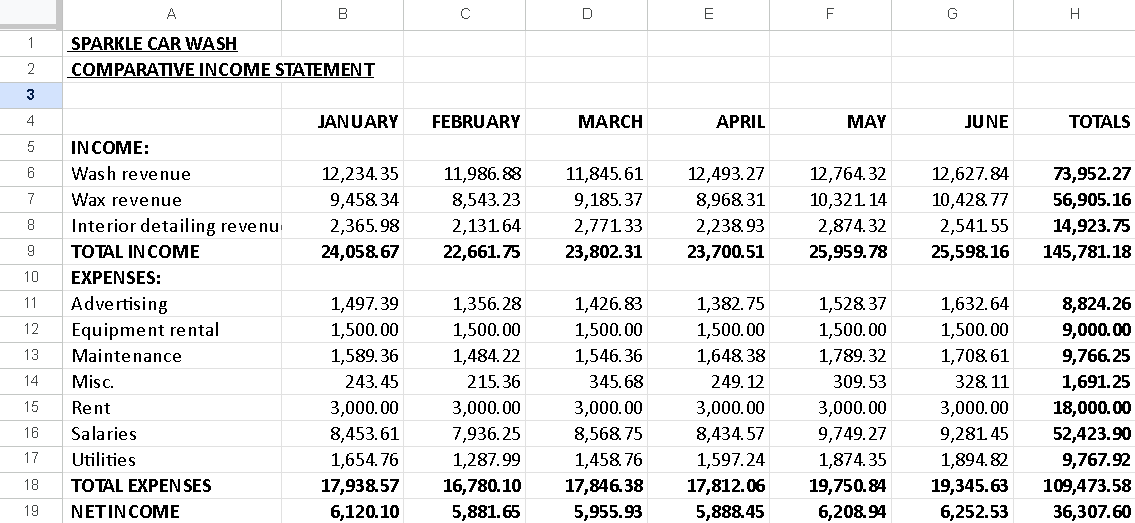 A B C D E F G H
1 SPARKLE CAR WASH
2 COMPARATIVE INCOME STATEMENT
3
4 JANUARY FEBRUARY MARCH APRIL MAY JUNE TOTALS
5 INCOME:
6 Wash revenue 12,234.35 11,986.88 11,845.61 12,493.27 12,764.32 12,627.84 73,952.27
7 Wax revenue 9,458.34 8,543.23 9,185.37 8,968.31 10,321.14 10,428.77 56,905.16
8 Interior detailing revenu 2,365.98 2,131.64 2,771.33 2,238.93 2,874.32 2,541.55 14,923.75
9 TOTAL INCOME 24,058.67 22,661.75 23,802.31 23,700.51 25,959.78 25,598.16 145,781.18
10 EXPENSES:
11 Advertising 1,497.39 1,356.28 1,426.83 1,382.75 1,528.37 1,632.64 8,824.26
12 Equipment rental 1,500.00 1,500.00 1,500.00 1,500.00 1,500.00 1,500.00 9,000.00
13 Maintenance 1,589.36 1,484.22 1,546.36 1,648.38 1,789.32 1,708.61 9,766.25
14 Misc. 243.45 215.36 345.68 249.12 309.53 328.11 1,691.25
15 Rent 3,000.00 3,000.00 3,000.00 3,000.00 3,000.00 3,000.00 18,000.00
16 Salaries 8,453.61 7,936.25 8,568.75 8,434.57 9,749.27 9,281.45 52,423.90
17 Utilities 1,654.76 1,287.99 1,458.76 1,597.24 1,874.35 1,894.82 9,767.92
18 TOTAL EXPENSES 17,938.57 16,780.10 17,846.38 17,812.06 19,750.84 19,345.63 109,473.58
19 NET INCOME 6,120.10 5,881.65 5,955.93 5,888.45 6,208.94 6,252.53 36,307.60